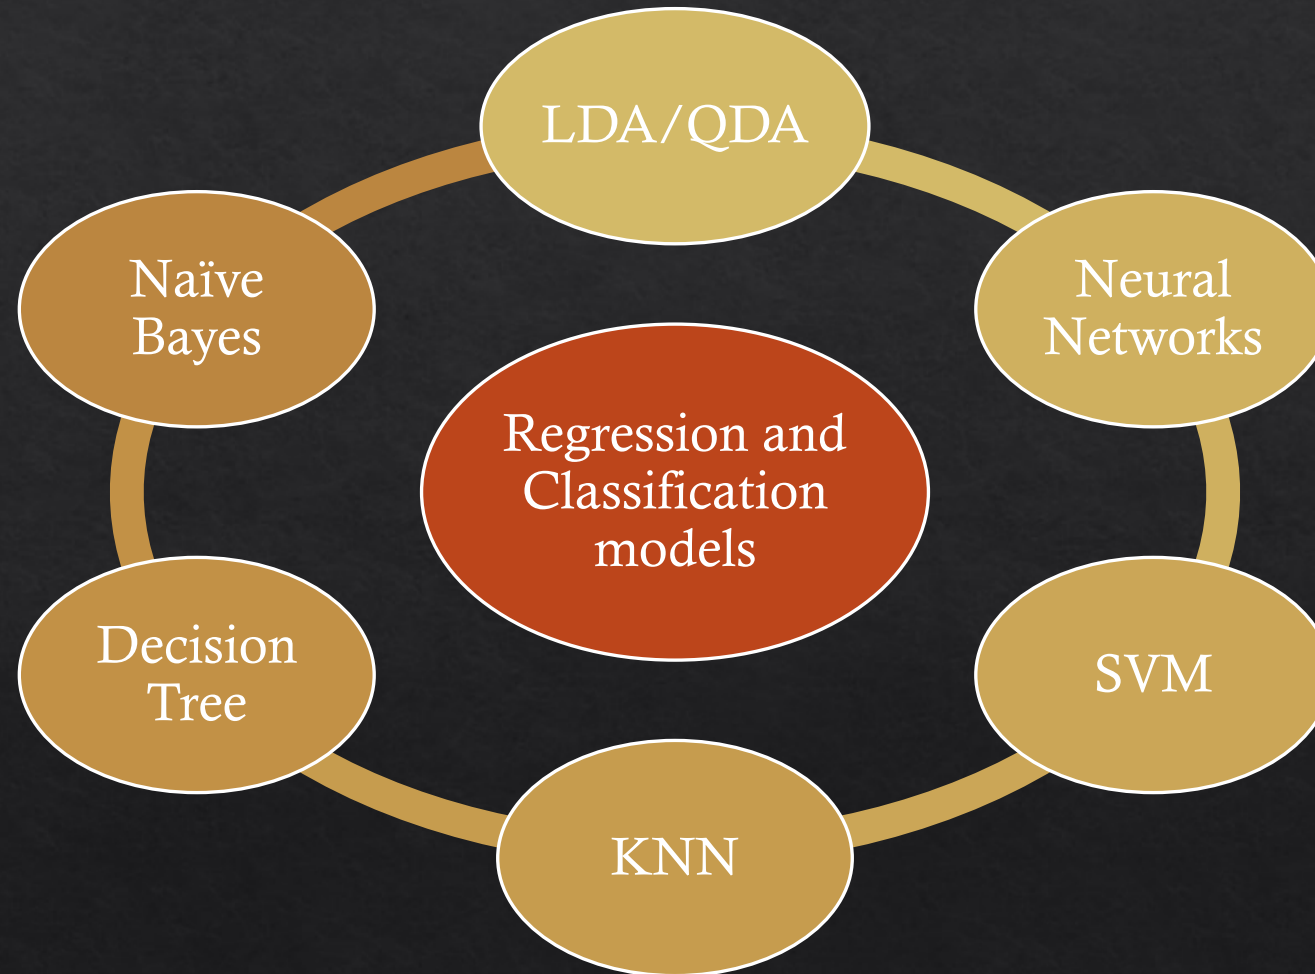 LDA/QDA
Neural
Networks
SVM
KNN
Decision
Tree
Naïve
Bayes
Regression and
Classification
models